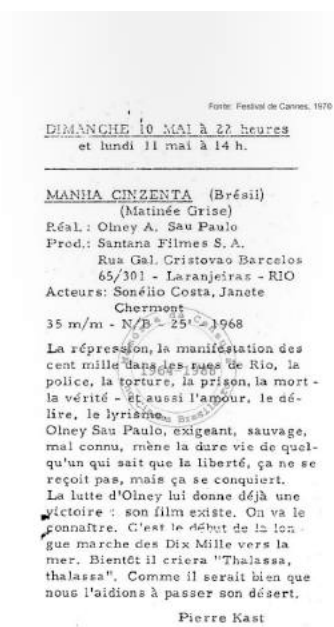 Fonte: Festival de Cannes, 1970
DIMANCHE 10 MAI à 22 heures
et lundi 11 mai à 14 h.
MANHA CINZENTA (Brésil)
(Matinée Grise)
Réal.: Olney A. Sau Paulo
Prod.: Santana Filmes S. A.
Rua Gal. Cristovao Barcelos
65/301 - Laranjeiras - RIO
Acteurs: Sonélio Costa, Janete
Chermont
35 m/m - N/B - 25' - 1968
La répression, la manifestation des
cent mille dans les rues de Rio, la
police, la torture, la prison, la mort -
la vérité - et aussi l'amour, le dé-
lire, le lyrisme.
Olney Sau Paulo, exigeant, sauvage,
mal connu, mène la dure vie de quel-
qu'un qui sait que la liberté, ça ne se
reçoit pas, mais ça se conquiert.
La lutte d'Olney lui donne déjà une
victoire : son film existe. On va le
connaître. C'est le début de la lon-
gue marche des Dix Mille vers la
mer. Bientôt il criera "Thalassa,
thalassa". Comme il serait bien que
nous l'aidions à passer son désert.
Pierre Kast
1964-1988